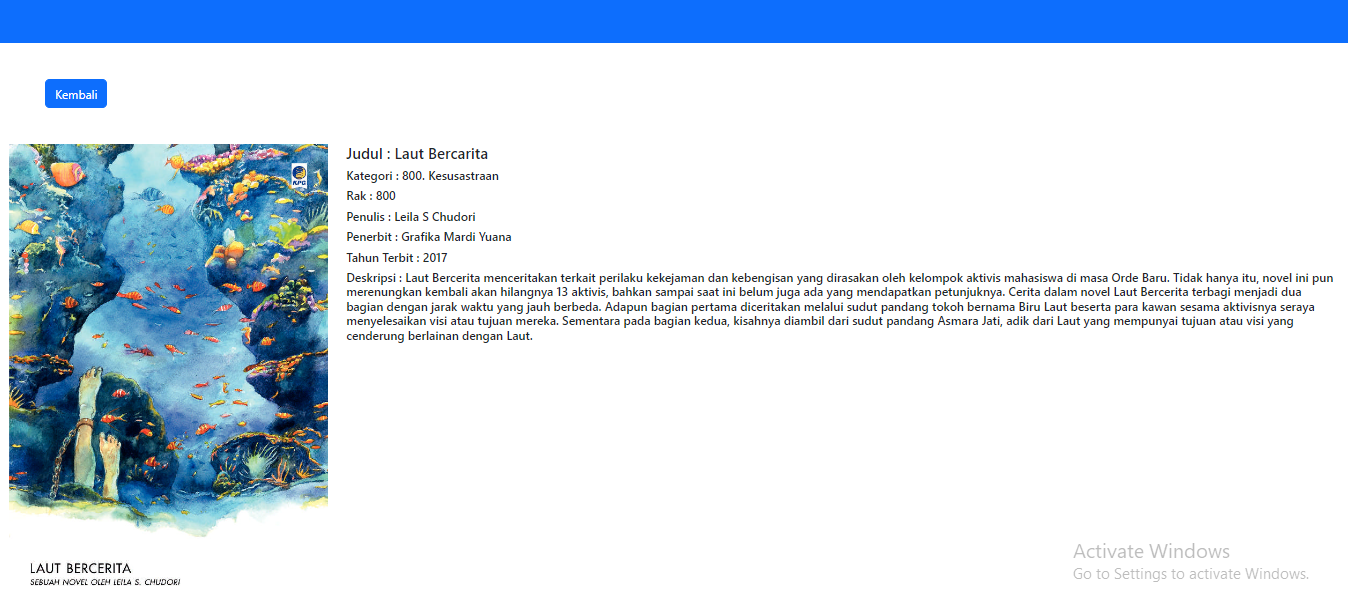 Kembali
KPG
Judul : Laut Bercarita
Kategori : 800. Kesusastraan
Rak : 800
Penulis : Leila S Chudori
Penerbit : Grafika Mardi Yuana
Tahun Terbit : 2017
Deskripsi : Laut Bercerita menceritakan terkait perilaku kekejaman dan kebengisan yang dirasakan oleh kelompok aktivis mahasiswa di masa Orde Baru. Tidak hanya itu, novel ini pun
merenungkan kembali akan hilangnya 13 aktivis, bahkan sampai saat ini belum juga ada yang mendapatkan petunjuknya. Cerita dalam novel Laut Bercerita terbagi menjadi dua
bagian dengan jarak waktu yang jauh berbeda. Adapun bagian pertama diceritakan melalui sudut pandang tokoh bernama Biru Laut beserta para kawan sesama aktivisnya seraya
menyelesaikan visi atau tujuan mereka. Sementara pada bagian kedua, kisahnya diambil dari sudut pandang Asmara Jati, adik dari Laut yang mempunyai tujuan atau visi yang
cenderung berlainan dengan Laut.
LAUT BERCERITA
SEBUAH NOVEL OLEH LEILA S. CHUDORI
Activate Windows
Go to Settings to activate Windows.